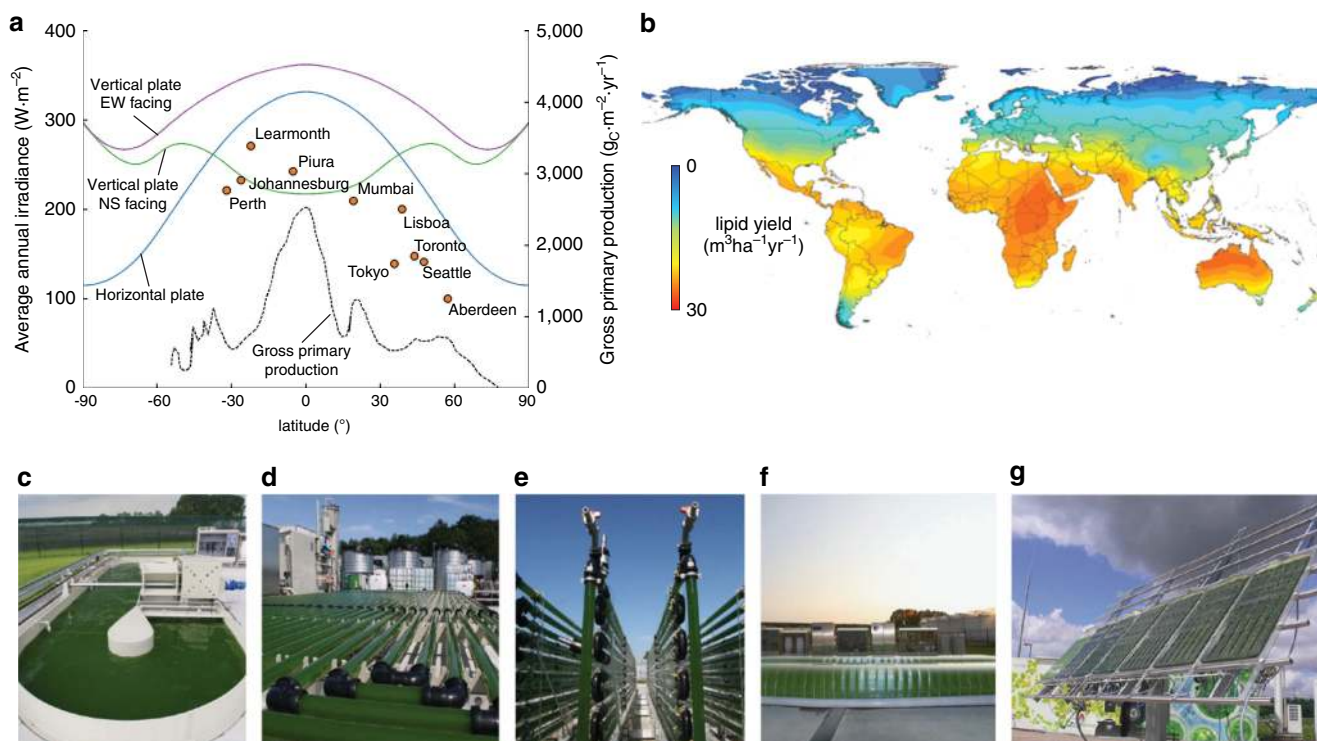 a
400
300
200
100
0
Average annual irradiance (W·m⁻²)
5,000
4,000
3,000
2,000
1,000
0
Gross primary production (g_C·m⁻²·yr⁻¹)
-90
-60
-30
0
30
60
90
latitude (°)
Vertical plate
EW facing
Vertical plate
NS facing
Horizontal plate
Learmonth
Piura
Johannesburg
Perth
Mumbai
Lisboa
Toronto
Tokyo
Seattle
Aberdeen
Gross primary
production
b
0
lipid yield
(m³ha⁻¹yr⁻¹)
30
c
d
e
f
g